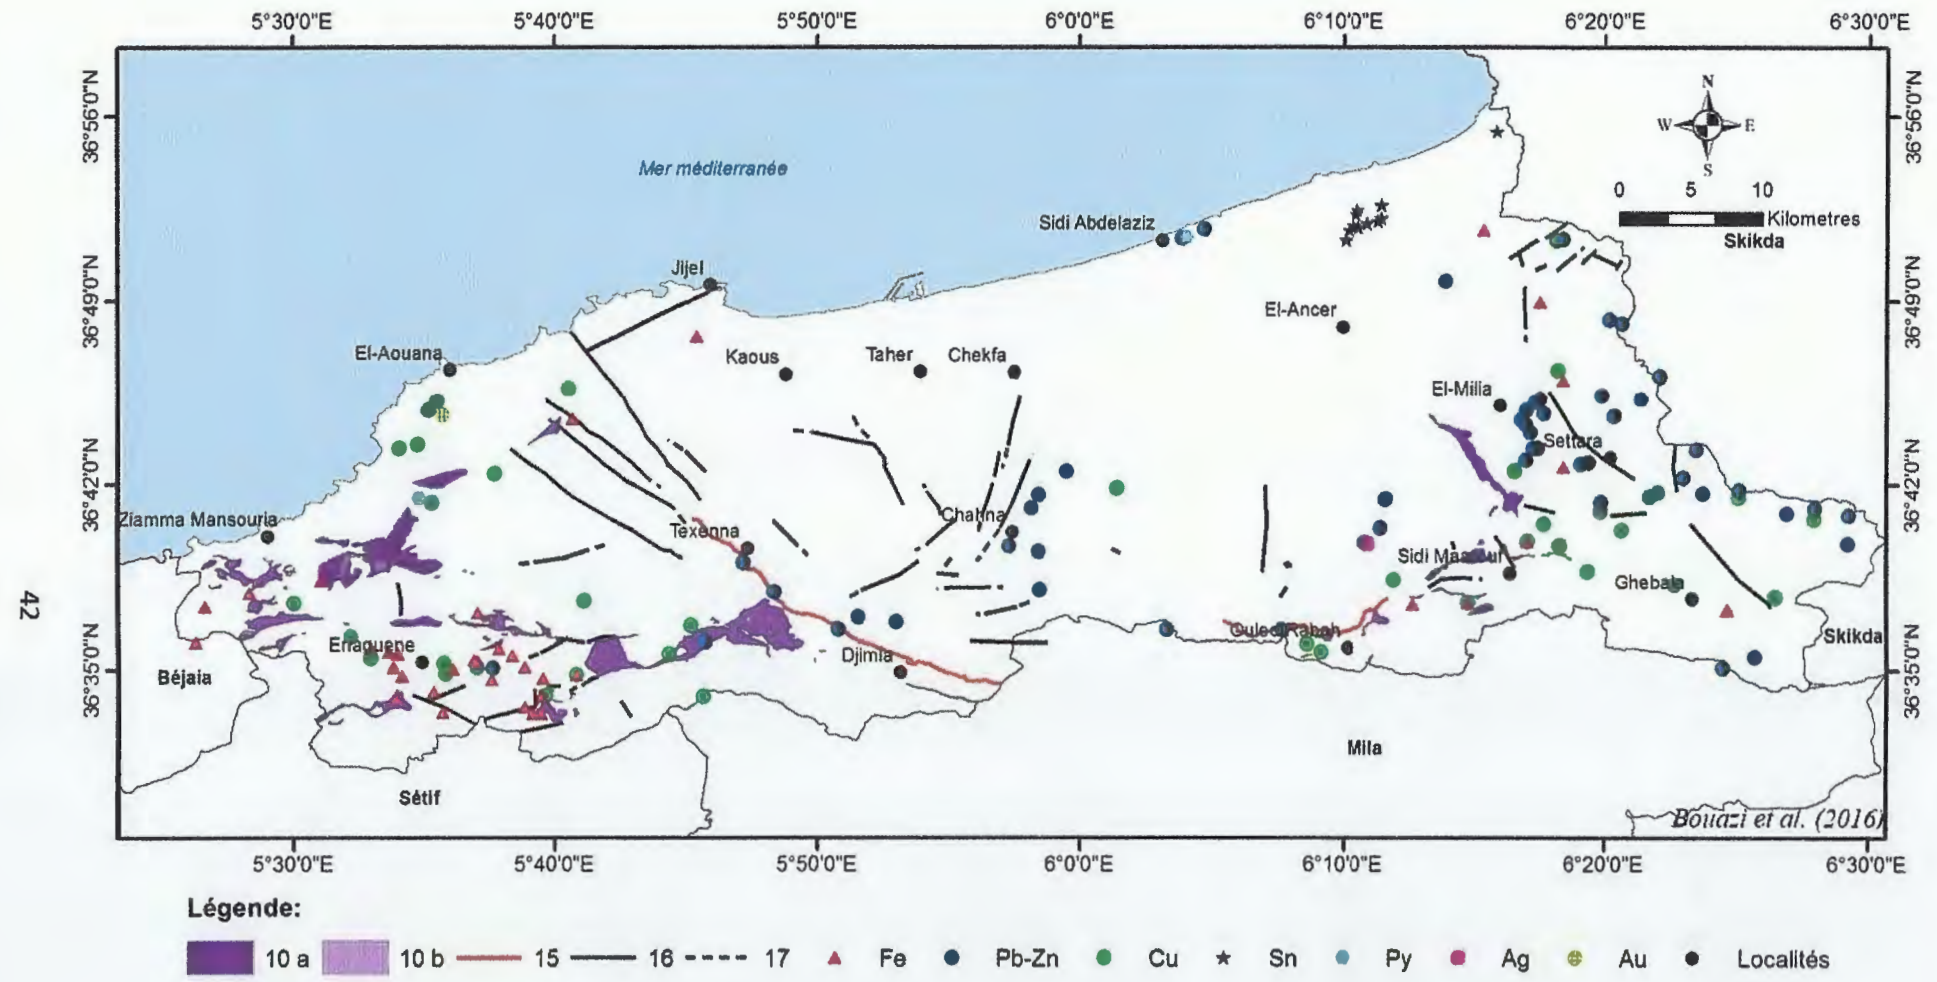 5°30'0"E 5°40'0"E 5°50'0"E 6°0'0"E 6°10'0"E 6°20'0"E 6°30'0"E
36°56'0"N 36°56'0"N
N
W E
S
0 5 10
Kilometres
Skikda
Mer méditerranée
Sidi Abdelaziz
Jijel
36°49'0"N 36°49'0"N
El-Ancer
El-Aouana
Kaous Taher Chekfa
El-Milia
Settara
36°42'0"N 36°42'0"N
Ziamma Mansouria
Texenna
Chahna
Sidi Maarouf
Ghebala
42
Erraguene
Ouled Rabah
Skikda
Djimla
Béjaia
36°35'0"N 36°35'0"N
Mila
Sétif
Bouazi et al. (2016)
5°30'0"E 5°40'0"E 5°50'0"E 6°0'0"E 6°10'0"E 6°20'0"E 6°30'0"E
Légende:
10 a 10 b 15 16 17 Fe Pb-Zn Cu Sn Py Ag Au Localités